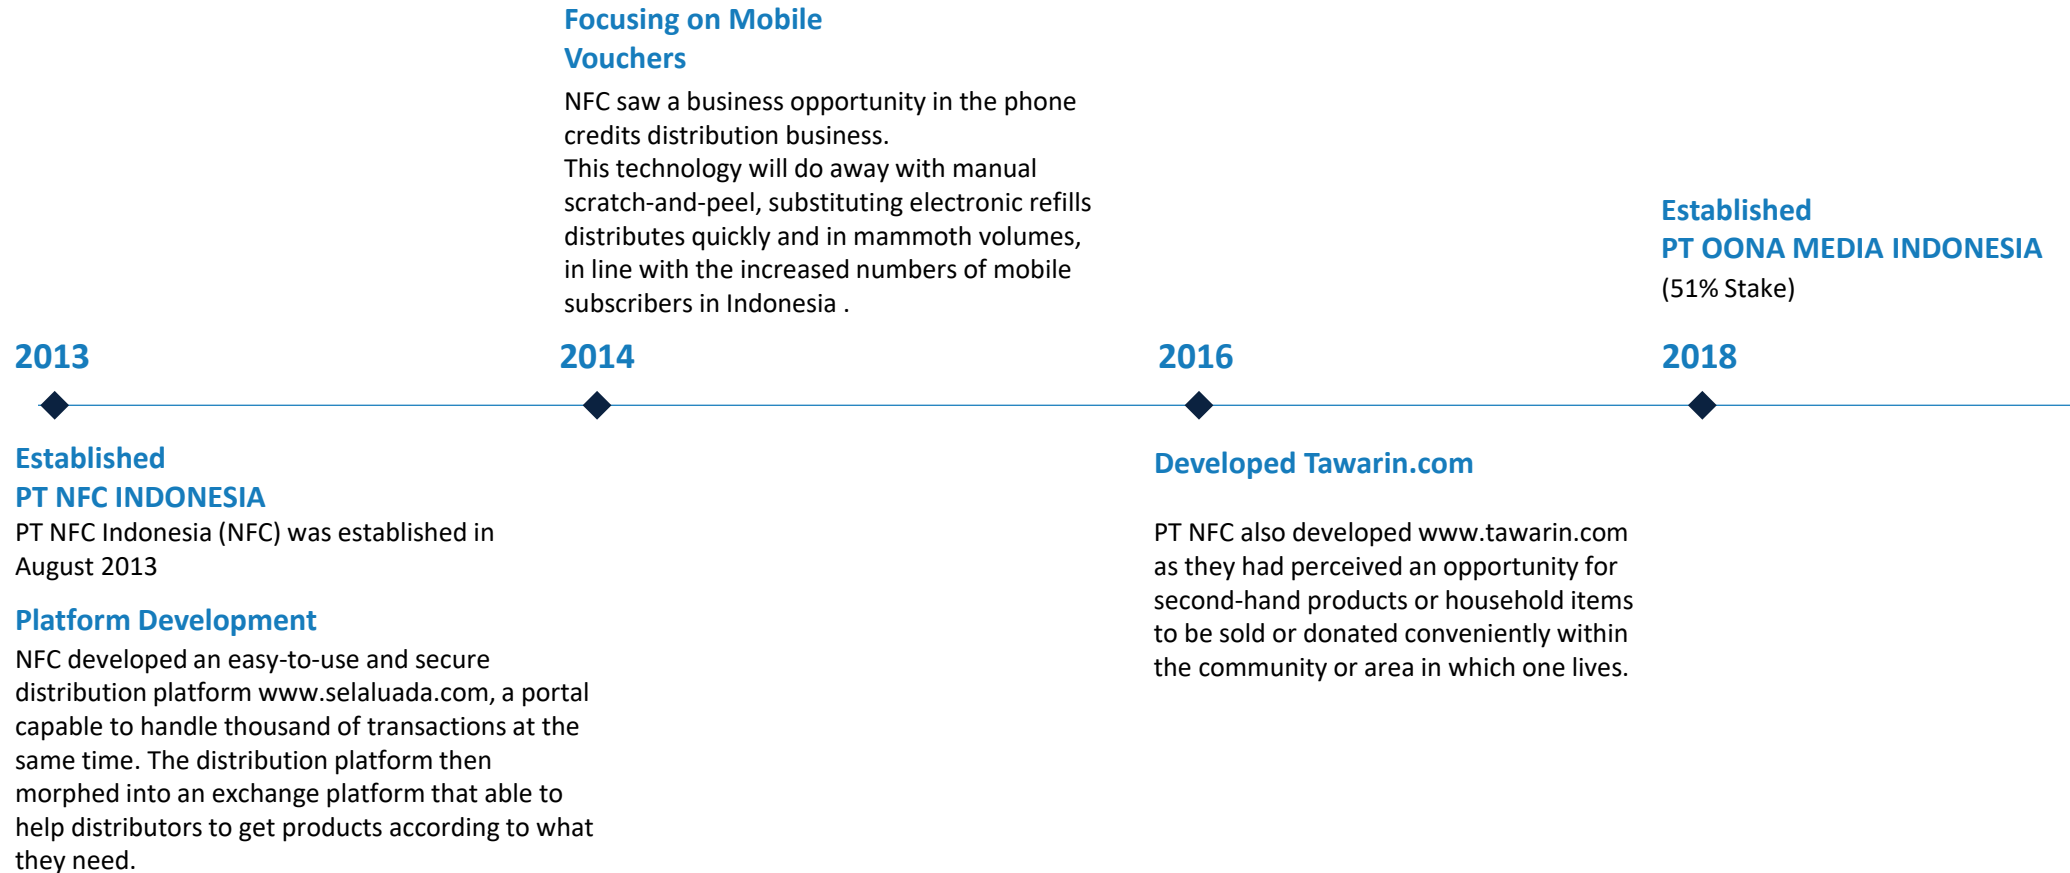 Focusing on Mobile
Vouchers
NFC saw a business opportunity in the phone
credits distribution business.
This technology will do away with manual
scratch-and-peel, substituting electronic refills
distributes quickly and in mammoth volumes,
in line with the increased numbers of mobile
subscribers in Indonesia .
Established
PT OONA MEDIA INDONESIA
(51% Stake)
2013
2014
2016
2018
Established
PT NFC INDONESIA
PT NFC Indonesia (NFC) was established in
August 2013
Platform Development
NFC developed an easy-to-use and secure
distribution platform www.selaluada.com, a portal
capable to handle thousand of transactions at the
same time. The distribution platform then
morphed into an exchange platform that able to
help distributors to get products according to what
they need.
Developed Tawarin.com
PT NFC also developed www.tawarin.com
as they had perceived an opportunity for
second-hand products or household items
to be sold or donated conveniently within
the community or area in which one lives.